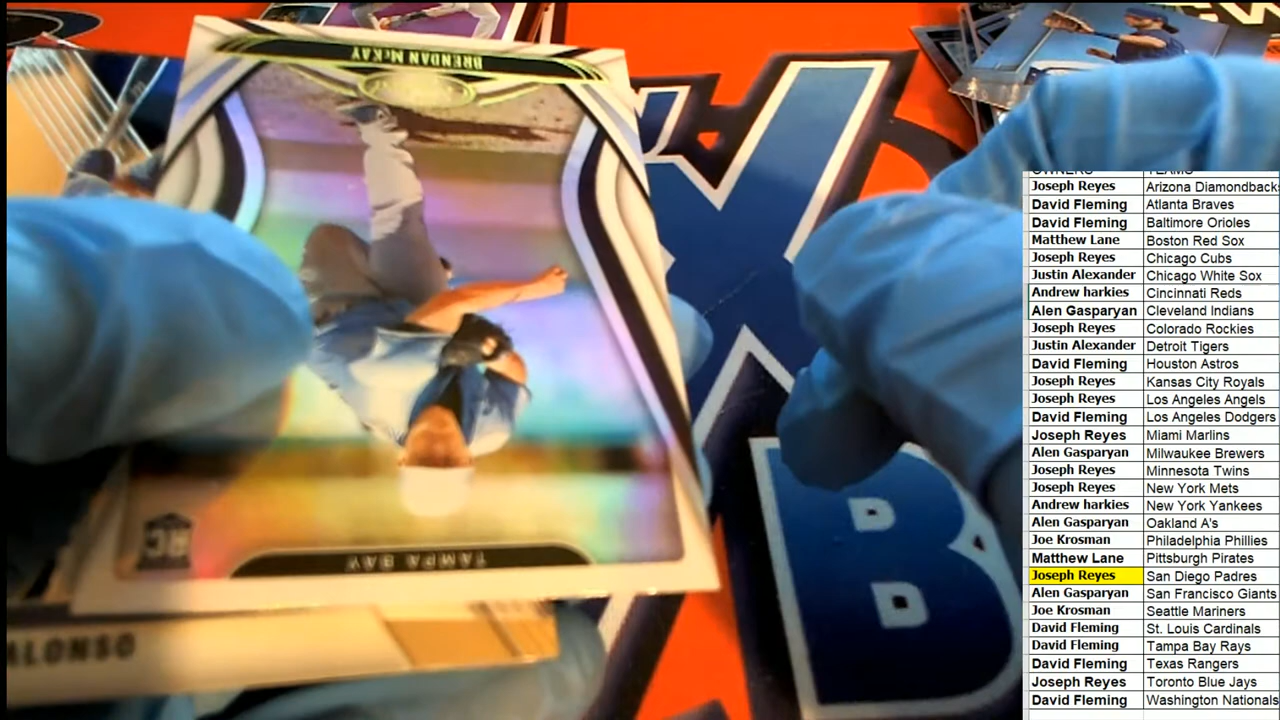 BRENDAN McKAY
RC
TAMPA BAY
ALONSO
B
OWNERS TEAMS
Joseph Reyes Arizona Diamondback
David Fleming Atlanta Braves
David Fleming Baltimore Orioles
Matthew Lane Boston Red Sox
Joseph Reyes Chicago Cubs
Justin Alexander Chicago White Sox
Andrew harkies Cincinnati Reds
Alen Gasparyan Cleveland Indians
Joseph Reyes Colorado Rockies
Justin Alexander Detroit Tigers
David Fleming Houston Astros
Joseph Reyes Kansas City Royals
Joseph Reyes Los Angeles Angels
David Fleming Los Angeles Dodgers
Joseph Reyes Miami Marlins
Alen Gasparyan Milwaukee Brewers
Joseph Reyes Minnesota Twins
Joseph Reyes New York Mets
Andrew harkies New York Yankees
Alen Gasparyan Oakland A's
Joe Krosman Philadelphia Phillies
Matthew Lane Pittsburgh Pirates
Joseph Reyes San Diego Padres
Alen Gasparyan San Francisco Giants
Joe Krosman Seattle Mariners
David Fleming St. Louis Cardinals
David Fleming Tampa Bay Rays
David Fleming Texas Rangers
Joseph Reyes Toronto Blue Jays
David Fleming Washington Nationals